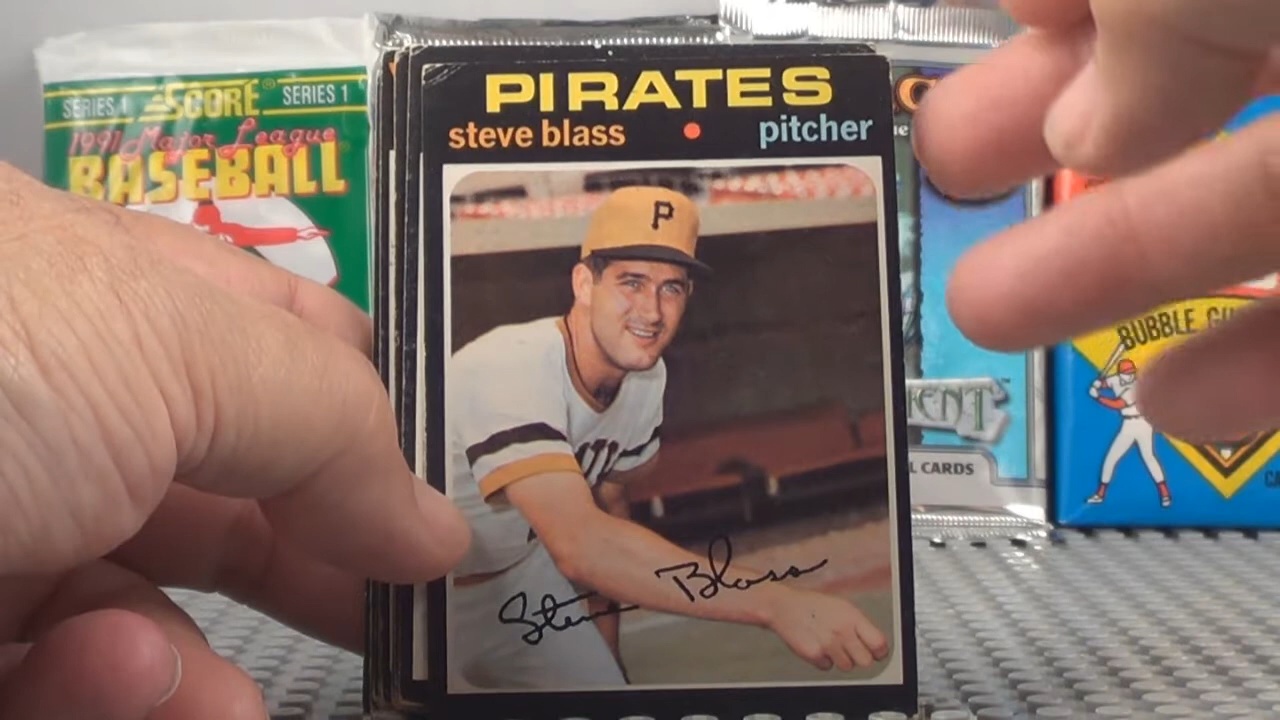 SERIES 1 SCORE® SERIES 1
1991 Major League
BASEBALL
PIRATES
steve blass • pitcher
P
Steve Blass
L CARDS
BUBBLE GU